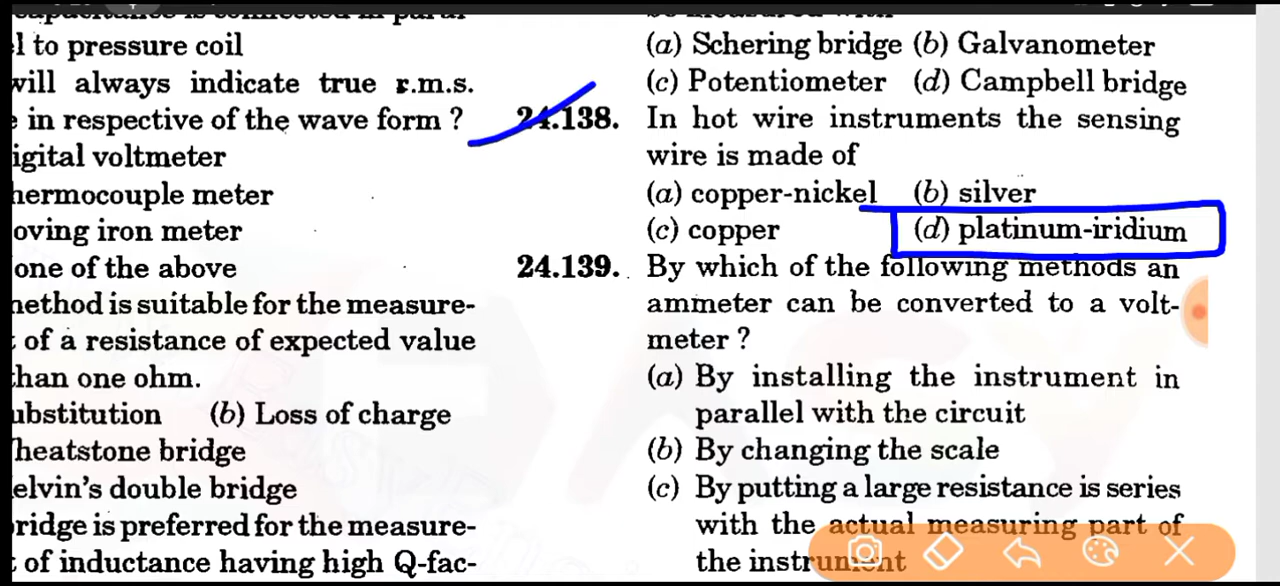 l to pressure coil
will always indicate true r.m.s.
e in respective of the wave form ?
igital voltmeter
hermocouple meter
oving iron meter
one of the above
nethod is suitable for the measure-
of a resistance of expected value
than one ohm.
ubstitution (b) Loss of charge
heatstone bridge
elvin's double bridge
ridge is preferred for the measure-
of inductance having high Q-fac-
(a) Schering bridge (b) Galvanometer
(c) Potentiometer (d) Campbell bridge
24.138. In hot wire instruments the sensing
wire is made of
(a) copper-nickel (b) silver
(c) copper (d) platinum-iridium
24.139. By which of the following methods an
ammeter can be converted to a volt-
meter ?
(a) By installing the instrument in
parallel with the circuit
(b) By changing the scale
(c) By putting a large resistance is series
with the actual measuring part of
the instrument